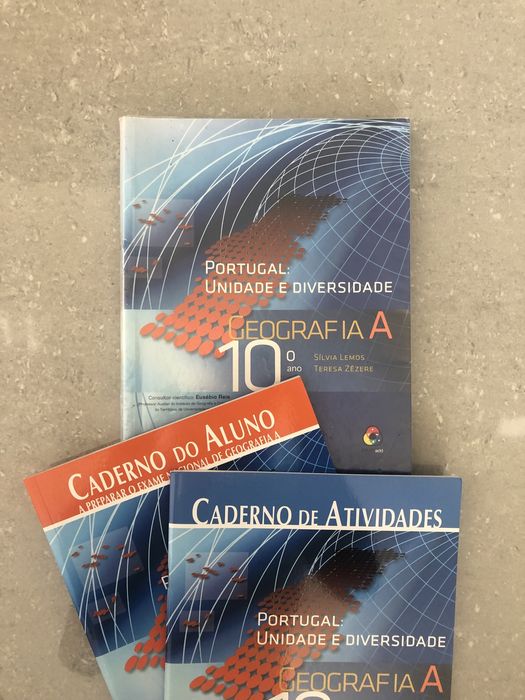 PORTUGAL:
UNIDADE E DIVERSIDADE
GEOGRAFIA A
10º ano
SÍLVIA LEMOS
TERESA ZÊZERE
Consultor científico: Eusébio Reis
CADERNO DO ALUNO
A PREPARAR O EXAME NACIONAL DE GEOGRAFIA A
CADERNO DE ATIVIDADES
PORTUGAL:
UNIDADE E DIVERSIDADE
GEOGRAFIA A